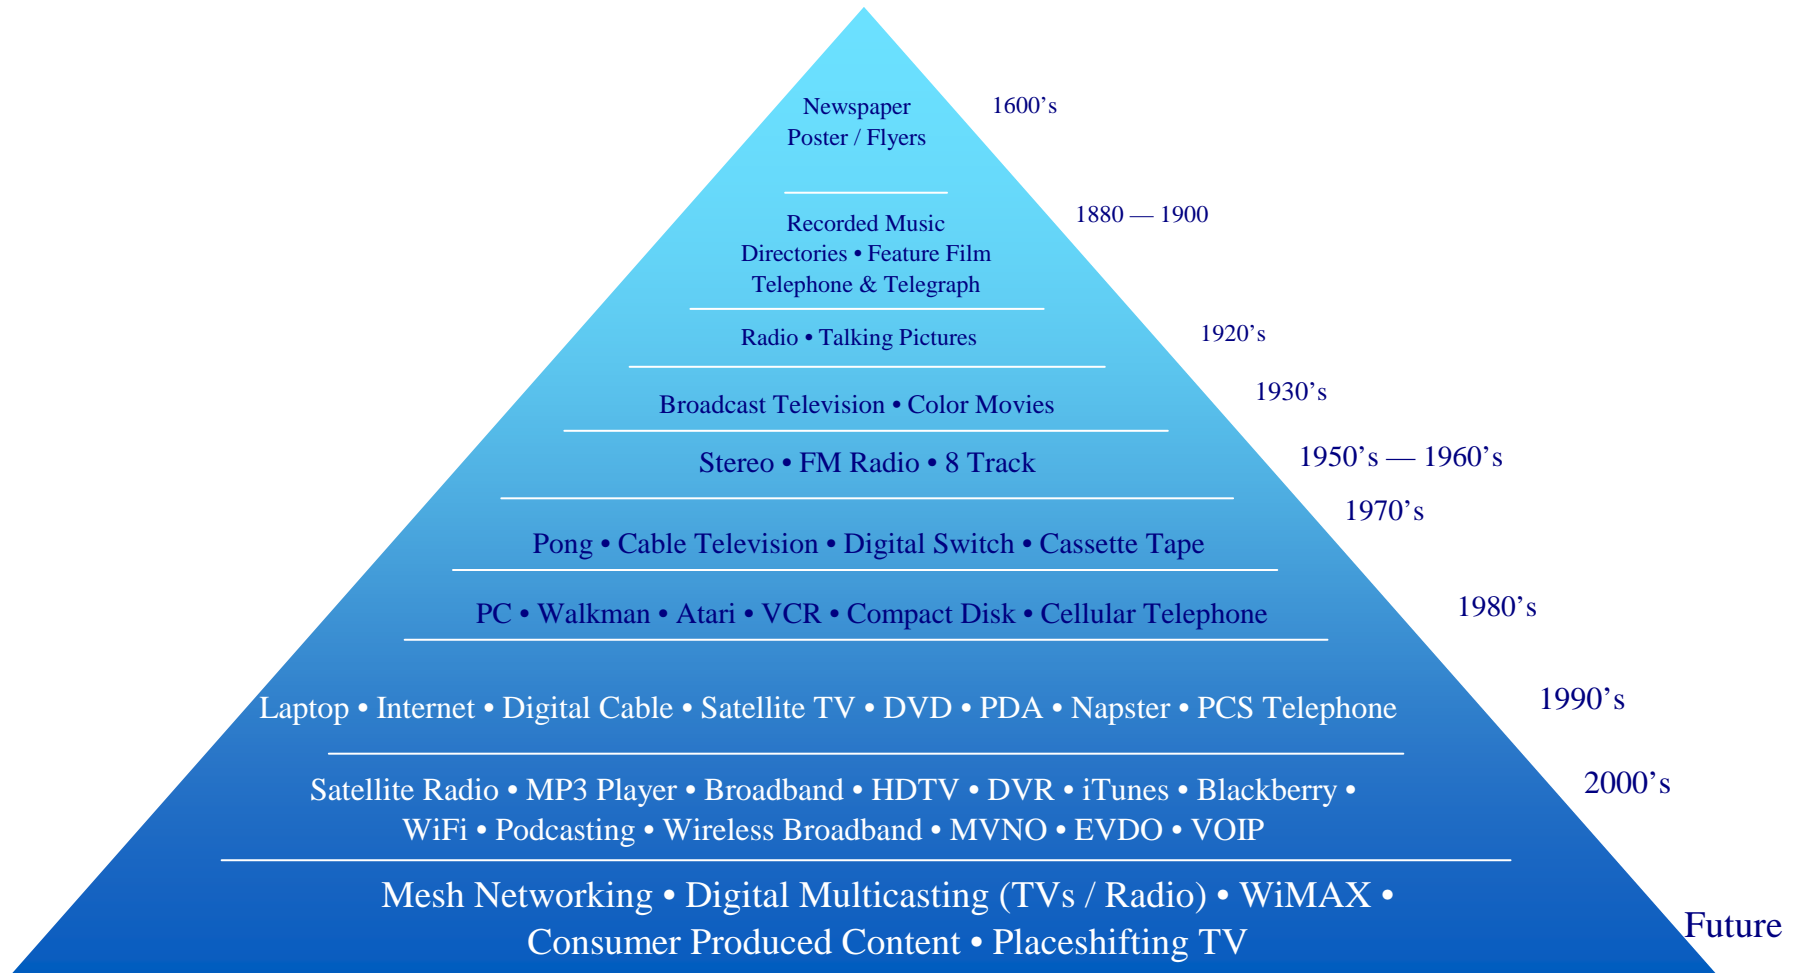 Newspaper
1600’s
Poster / Flyers
Recorded Music
1880 — 1900
Directories • Feature Film
Telephone & Telegraph
Radio • Talking Pictures
1920’s
Broadcast Television • Color Movies
1930’s
Stereo • FM Radio • 8 Track
1950’s — 1960’s
Pong • Cable Television • Digital Switch • Cassette Tape
1970’s
PC • Walkman • Atari • VCR • Compact Disk • Cellular Telephone
1980’s
Laptop • Internet • Digital Cable • Satellite TV • DVD • PDA • Napster • PCS Telephone
1990’s
Satellite Radio • MP3 Player • Broadband • HDTV • DVR • iTunes • Blackberry •
2000’s
WiFi • Podcasting • Wireless Broadband • MVNO • EVDO • VOIP
Mesh Networking • Digital Multicasting (TVs / Radio) • WiMAX •
Consumer Produced Content • Placeshifting TV
Future